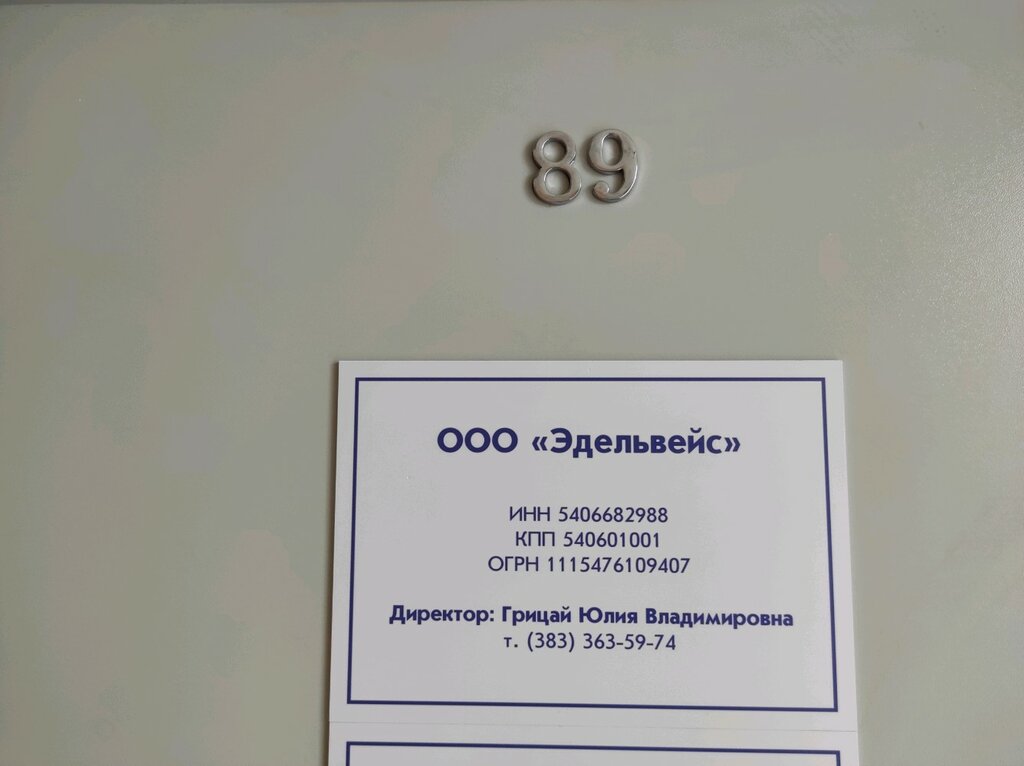 89
ООО «Эдельвейс»
ИНН 5406682988
КПП 540601001
ОГРН 1115476109407
Директор: Грицай Юлия Владимировна
т. (383) 363-59-74